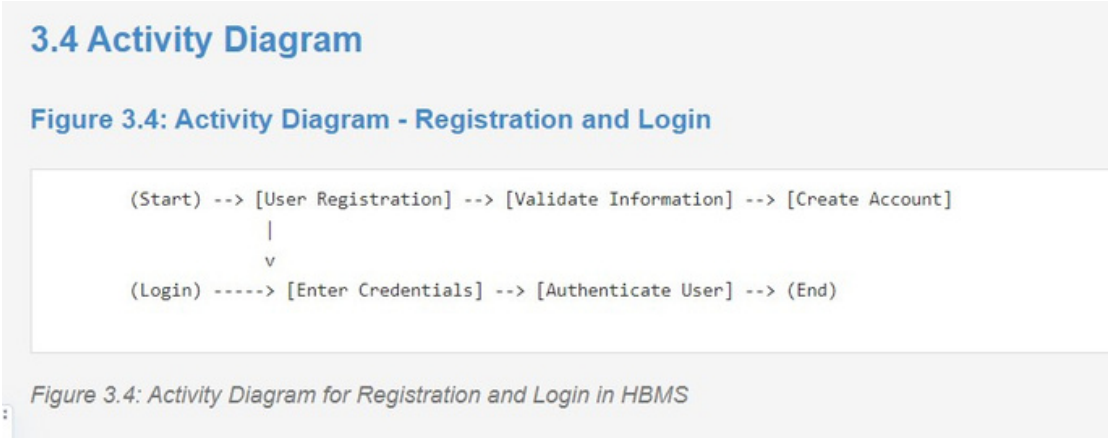 3.4 Activity Diagram
Figure 3.4: Activity Diagram - Registration and Login
(Start) --> [User Registration] --> [Validate Information] --> [Create Account]
|
v
(Login) -----> [Enter Credentials] --> [Authenticate User] --> (End)
Figure 3.4: Activity Diagram for Registration and Login in HBMS